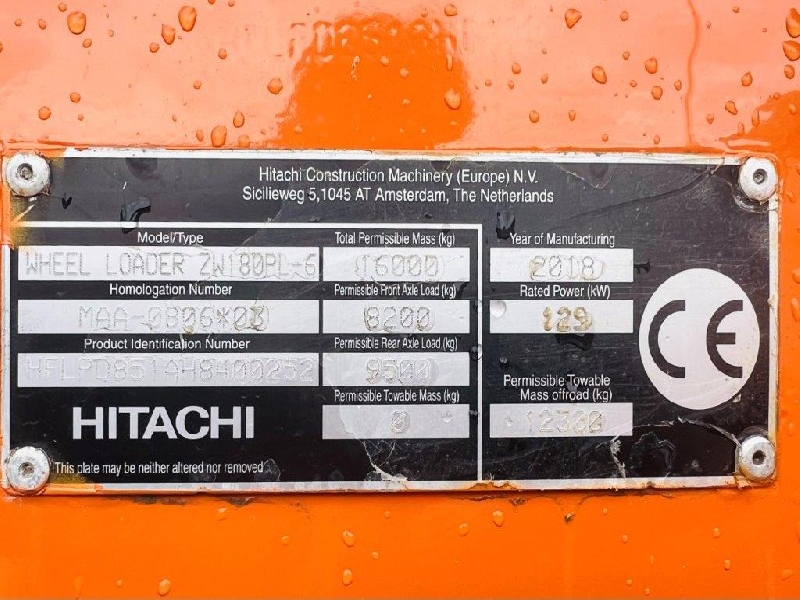 Hitachi Construction Machinery (Europe) N.V.
Sicilieweg 5,1045 AT Amsterdam, The Netherlands
Model/Type
WHEEL LOADER ZW180PL-6
Homologation Number
Product Identification Number
HITACHI
This plate may be neither altered nor removed
Total Permissible Mass (kg)
16000
Permissible Front Axle Load (kg)
8200
Permissible Rear Axle Load (kg)
9500
Permissible Towable Mass (kg)
0
Year of Manufacturing
2018
Rated Power (kW)
129
Permissible Towable
Mass offroad (kg)
12300
CE